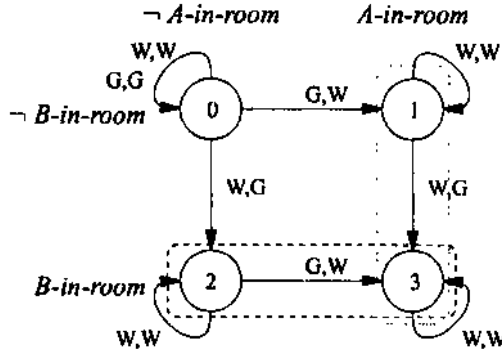 ¬ A-in-room A-in-room
W,W W,W
G,G
¬ B-in-room 0 G,W 1
W,G W,G
B-in-room 2 G,W 3
W,W W,W